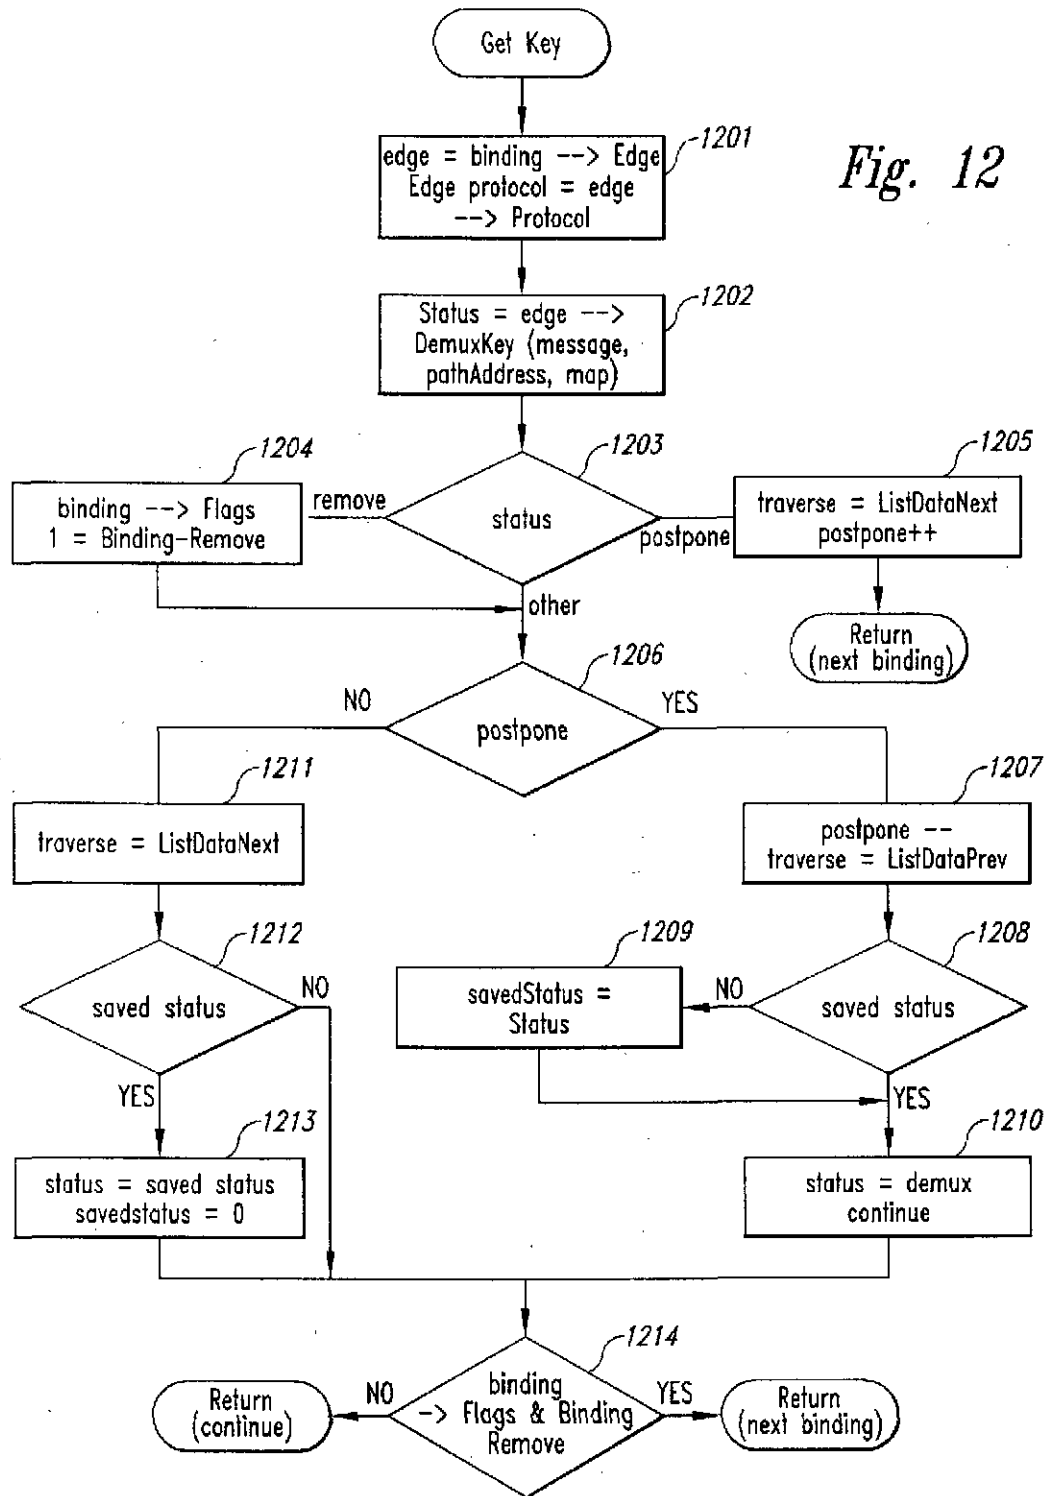 Get Key
1201
edge = binding --> Edge
Edge protocol = edge
--> Protocol
Fig. 12
1202
Status = edge -->
DemuxKey (message,
pathAddress, map)
1203
status
remove
postpone
other
1204
binding --> Flags
1 = Binding-Remove
1205
traverse = ListDataNext
postpone++
Return
(next binding)
1206
postpone
NO
YES
1211
traverse = ListDataNext
1207
postpone --
traverse = ListDataPrev
1212
saved status
NO
YES
1209
savedStatus =
Status
1208
saved status
NO
YES
1213
status = saved status
savedstatus = 0
1210
status = demux
continue
1214
binding
-> Flags & Binding
Remove
NO
YES
Return
(continue)
Return
(next binding)